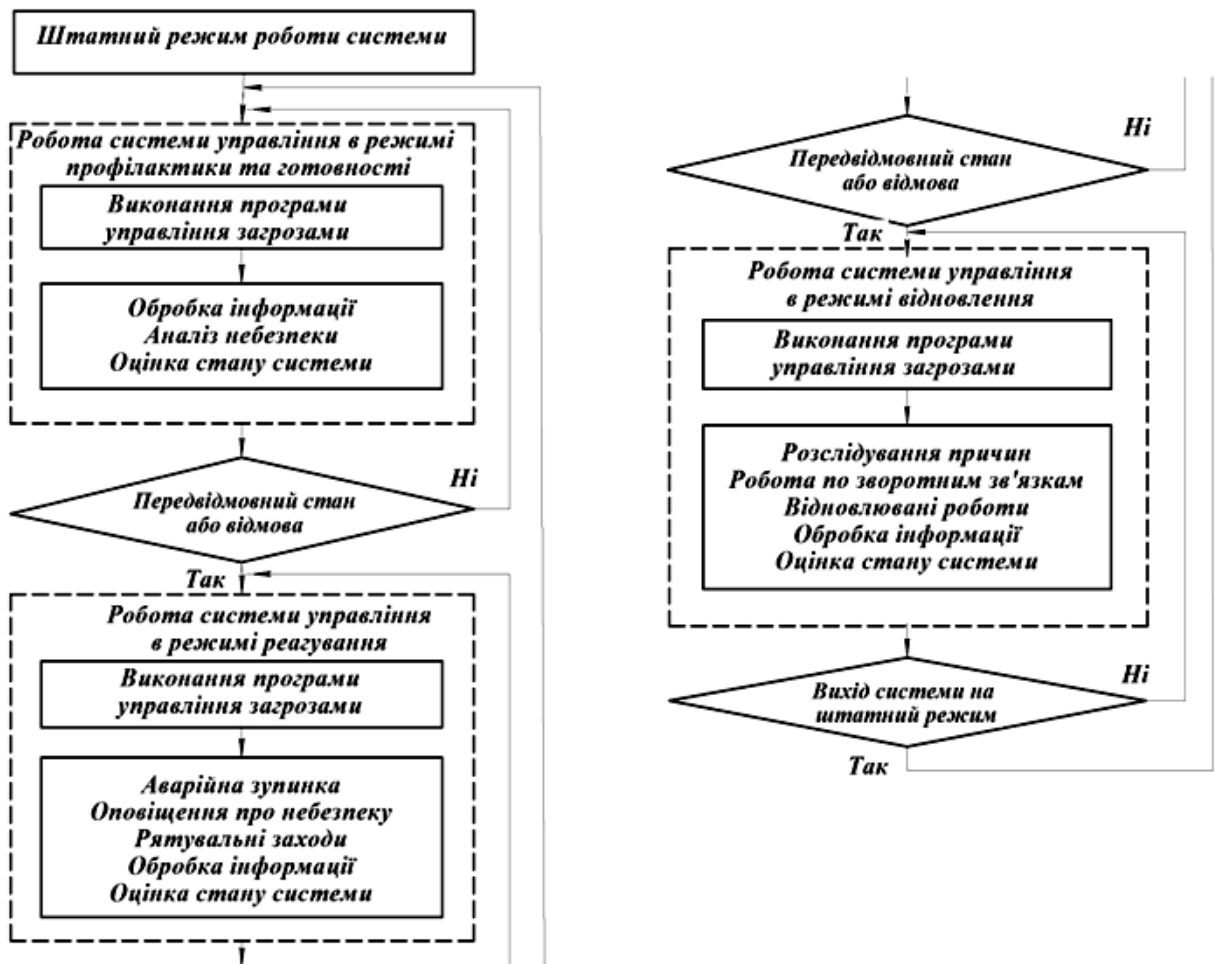 Штатний режим роботи системи
Робота системи управління в режимі
профілактики та готовності
Виконання програми
управління загрозами
Обробка інформації
Аналіз небезпеки
Оцінка стану системи
Передвідмовний стан
або відмова
Ні
Так
Робота системи управління
в режимі реагування
Виконання програми
управління загрозами
Аварійна зупинка
Оповіщення про небезпеку
Рятувальні заходи
Обробка інформації
Оцінка стану системи
Передвідмовний стан
або відмова
Ні
Так
Робота системи управління
в режимі відновлення
Виконання програми
управління загрозами
Розслідування причин
Робота по зворотним зв'язкам
Відновлювані роботи
Обробка інформації
Оцінка стану системи
Вихід системи на
штатний режим
Ні
Так